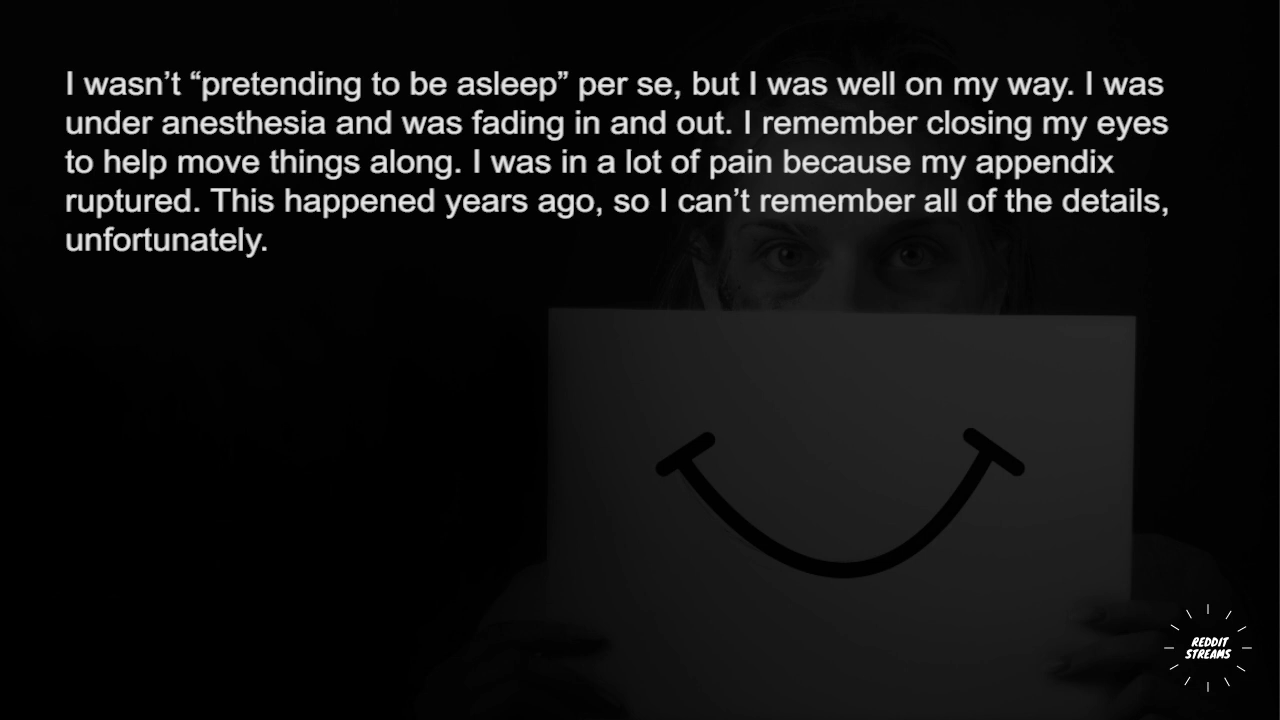 I wasn’t “pretending to be asleep” per se, but I was well on my way. I was
under anesthesia and was fading in and out. I remember closing my eyes
to help move things along. I was in a lot of pain because my appendix
ruptured. This happened years ago, so I can’t remember all of the details,
unfortunately.
REDDIT
STREAMS